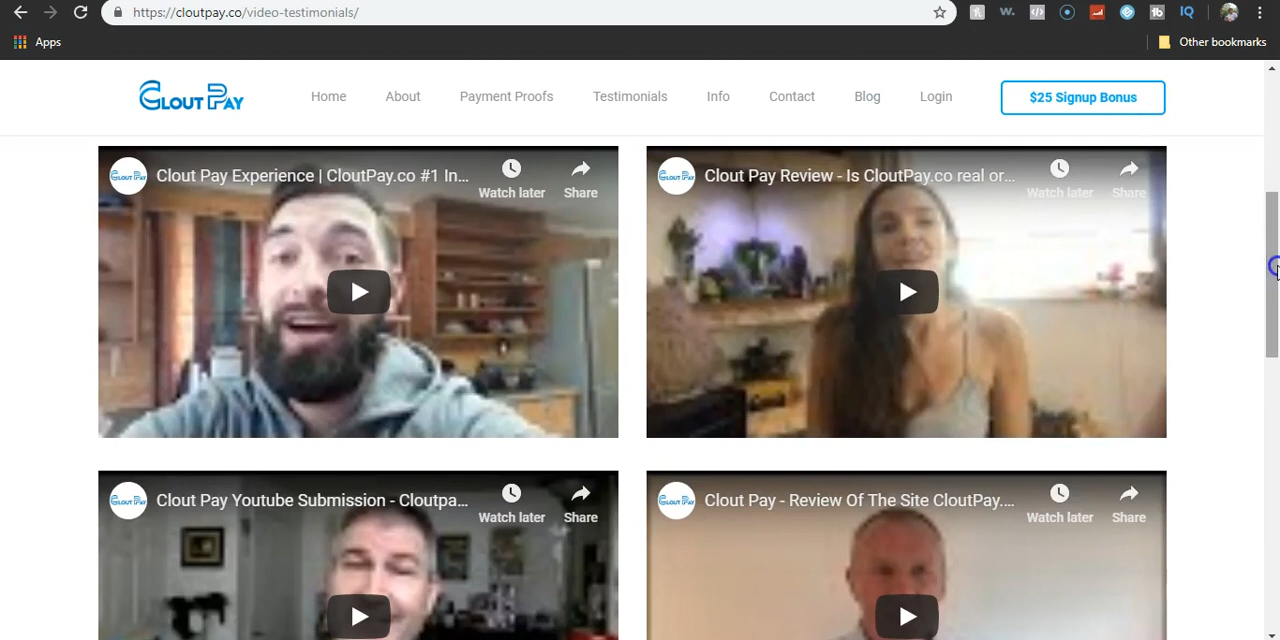 https://cloutpay.co/video-testimonials/
Apps
Other bookmarks
CLOUT PAY
Home
About
Payment Proofs
Testimonials
Info
Contact
Blog
Login
$25 Signup Bonus
Clout Pay Experience | CloutPay.co #1 In...
Watch later
Share
Clout Pay Review - Is CloutPay.co real or...
Watch later
Share
Clout Pay Youtube Submission - Cloutpa...
Watch later
Share
Clout Pay - Review Of The Site CloutPay....
Watch later
Share